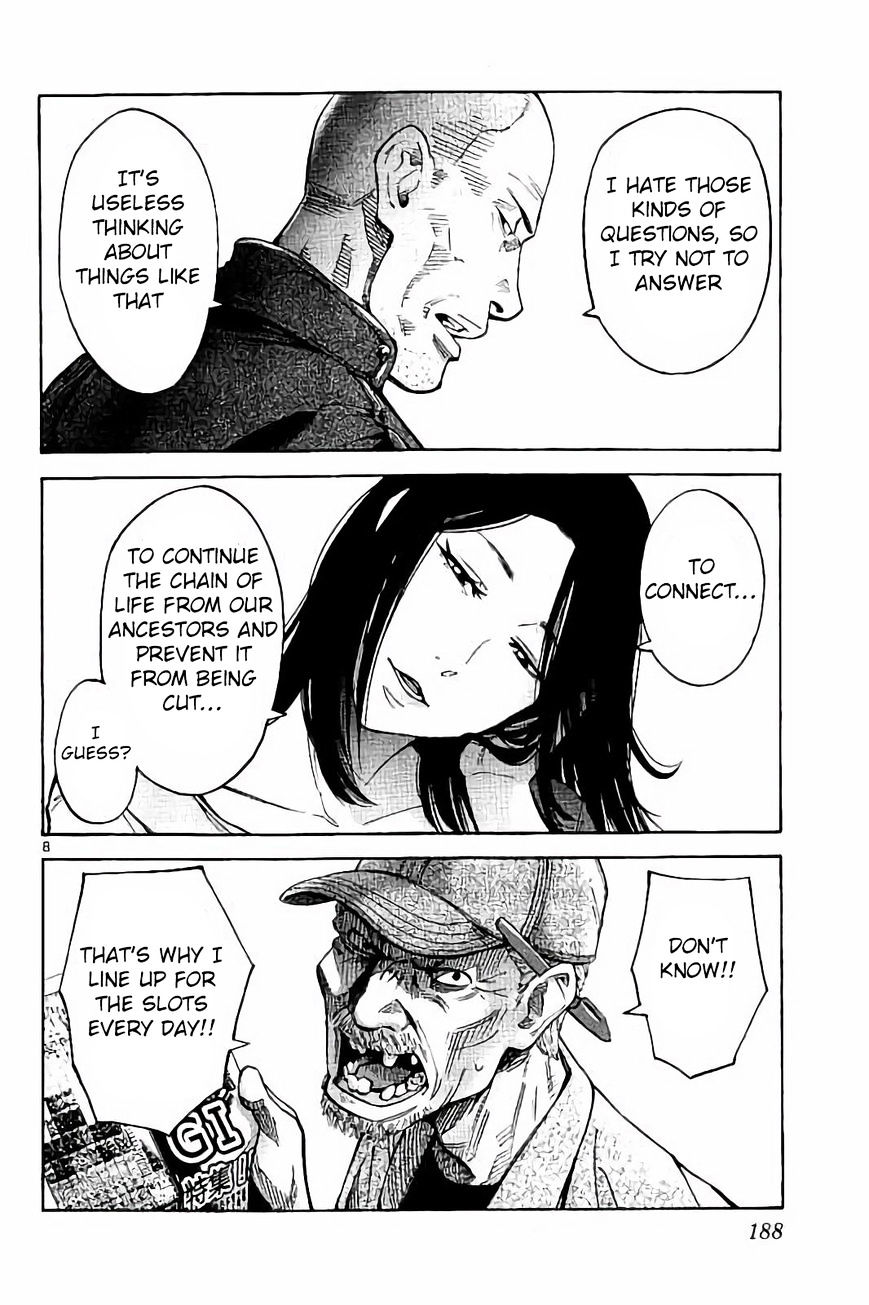 I HATE THOSE
KINDS OF
QUESTIONS, SO
I TRY NOT TO
ANSWER
IT'S
USELESS
THINKING
ABOUT
THINGS LIKE
THAT
TO
CONNECT...
TO CONTINUE
THE CHAIN OF
LIFE FROM OUR
ANCESTORS AND
PREVENT IT
FROM BEING
CUT...
I
GUESS?
8
DON'T
KNOW!!
THAT'S WHY I
LINE UP FOR
THE SLOTS
EVERY DAY!!
GI
特集!!
188